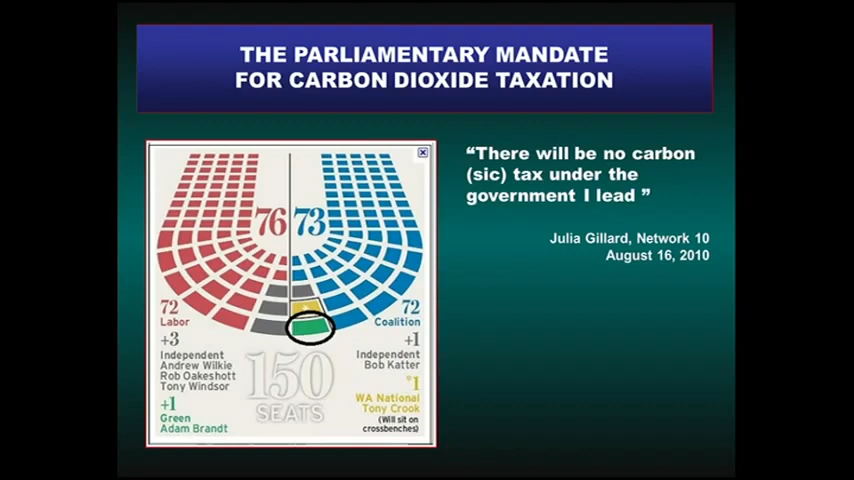 THE PARLIAMENTARY MANDATE
FOR CARBON DIOXIDE TAXATION
“There will be no carbon
(sic) tax under the
government I lead ”
Julia Gillard, Network 10
August 16, 2010
76 73
72
Labor
+3
Independent
Andrew Wilkie
Rob Oakeshott
Tony Windsor
+1
Green
Adam Brandt
150
SEATS
72
Coalition
+1
Independent
Bob Katter
*1
WA National
Tony Crook
(Will sit on
crossbenches)